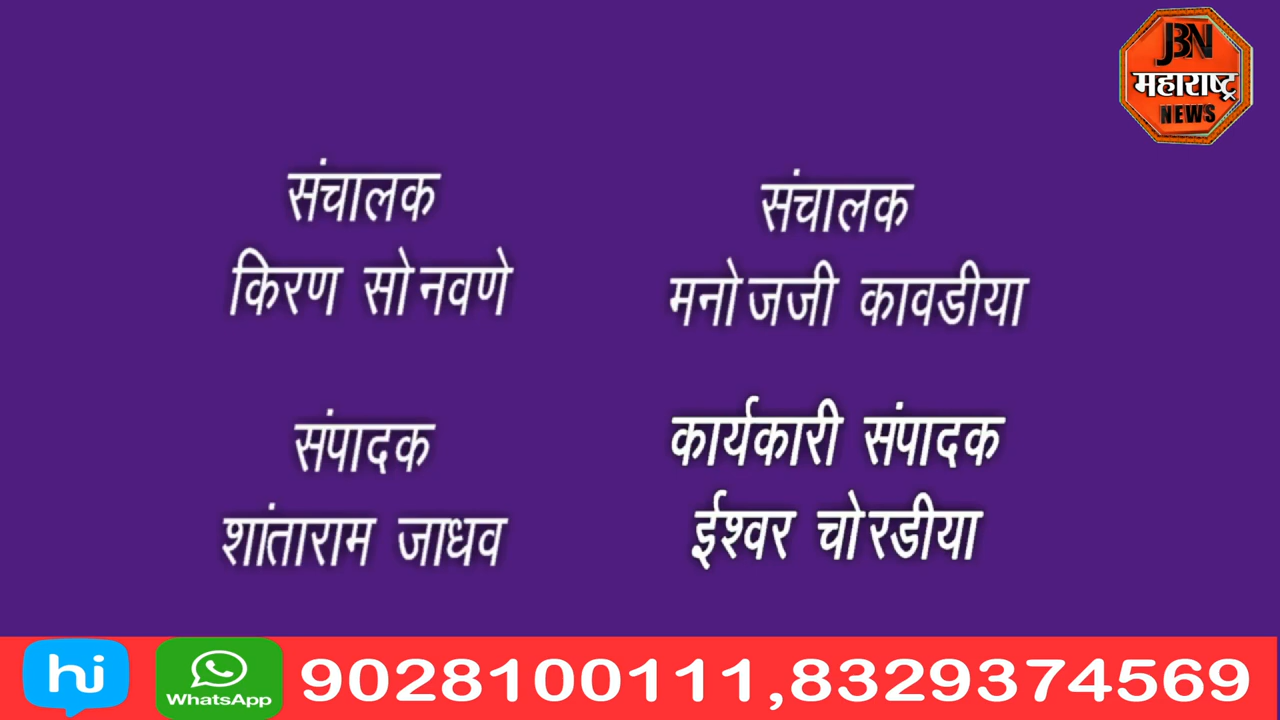 JBN
महाराष्ट्र
NEWS
संचालक
किरण सोनवणे
संचालक
मनोजजी कावडीया
संपादक
शांताराम जाधव
कार्यकारी संपादक
ईश्वर चोरडीया
hi
WhatsApp
9028100111,8329374569